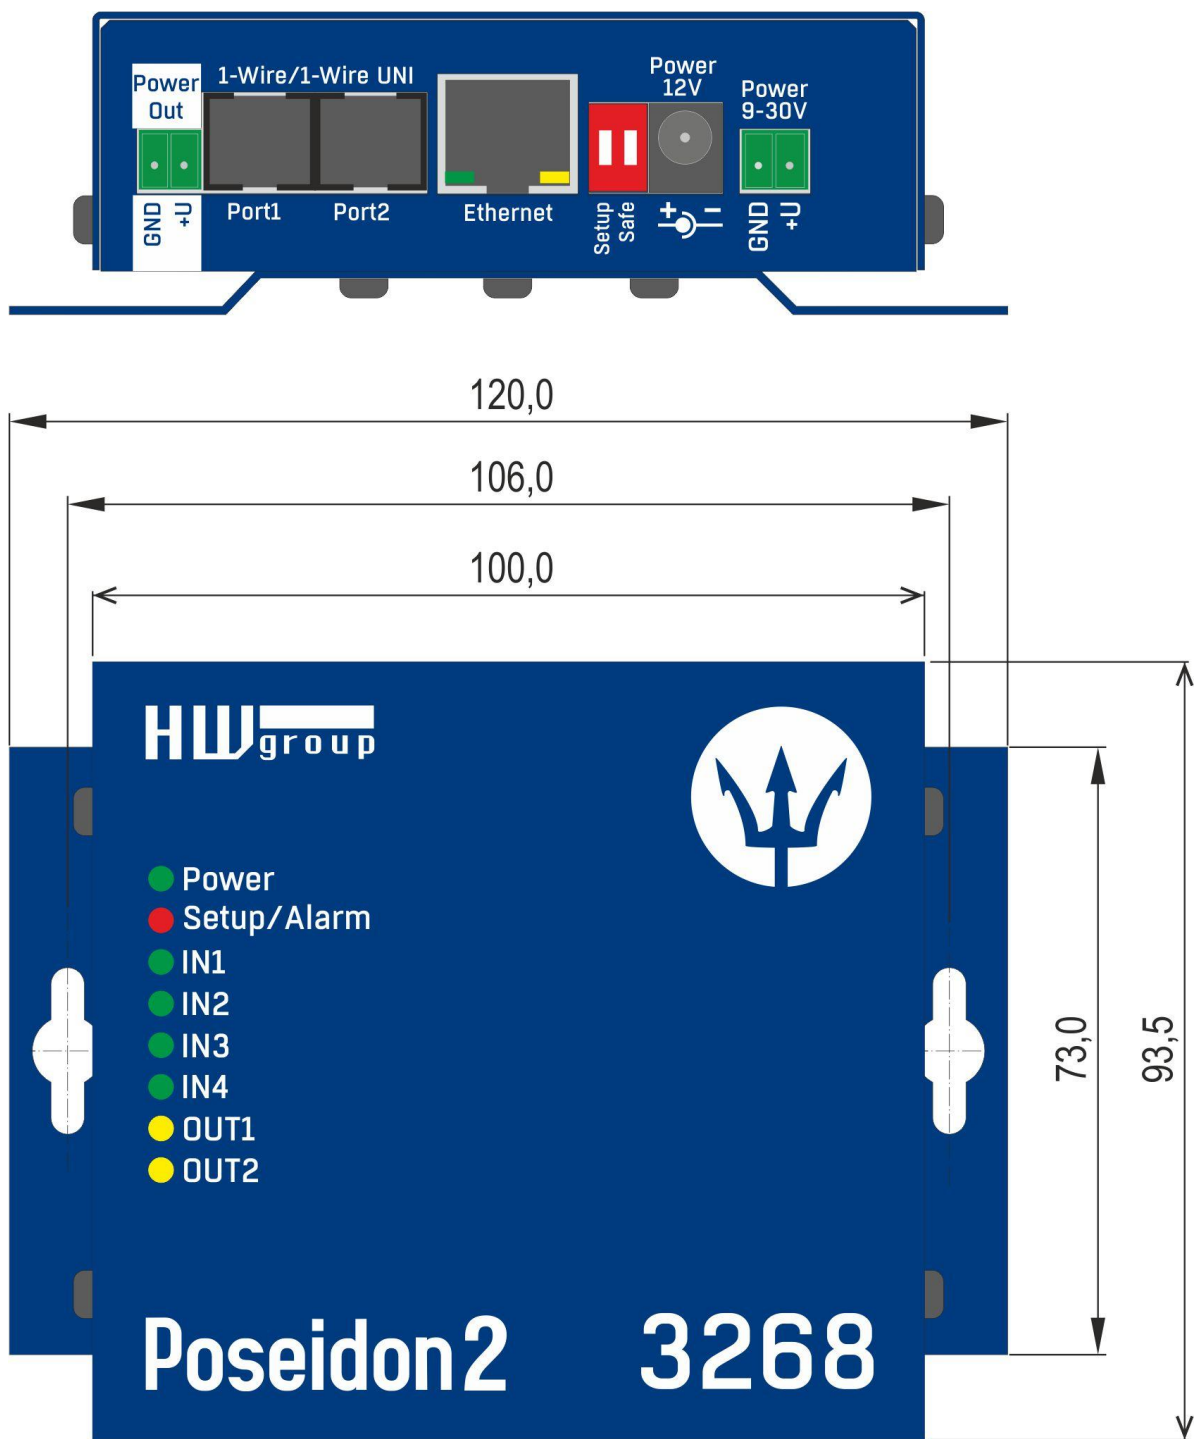 Power
Out
1-Wire/1-Wire UNI
Power
12V
Power
9-30V
GND
+U
Port1
Port2
Ethernet
Setup
Safe
+ −
GND
+U
120,0
106,0
100,0
HW group
Power
Setup/Alarm
IN1
IN2
IN3
IN4
OUT1
OUT2
73,0
93,5
Poseidon2 3268